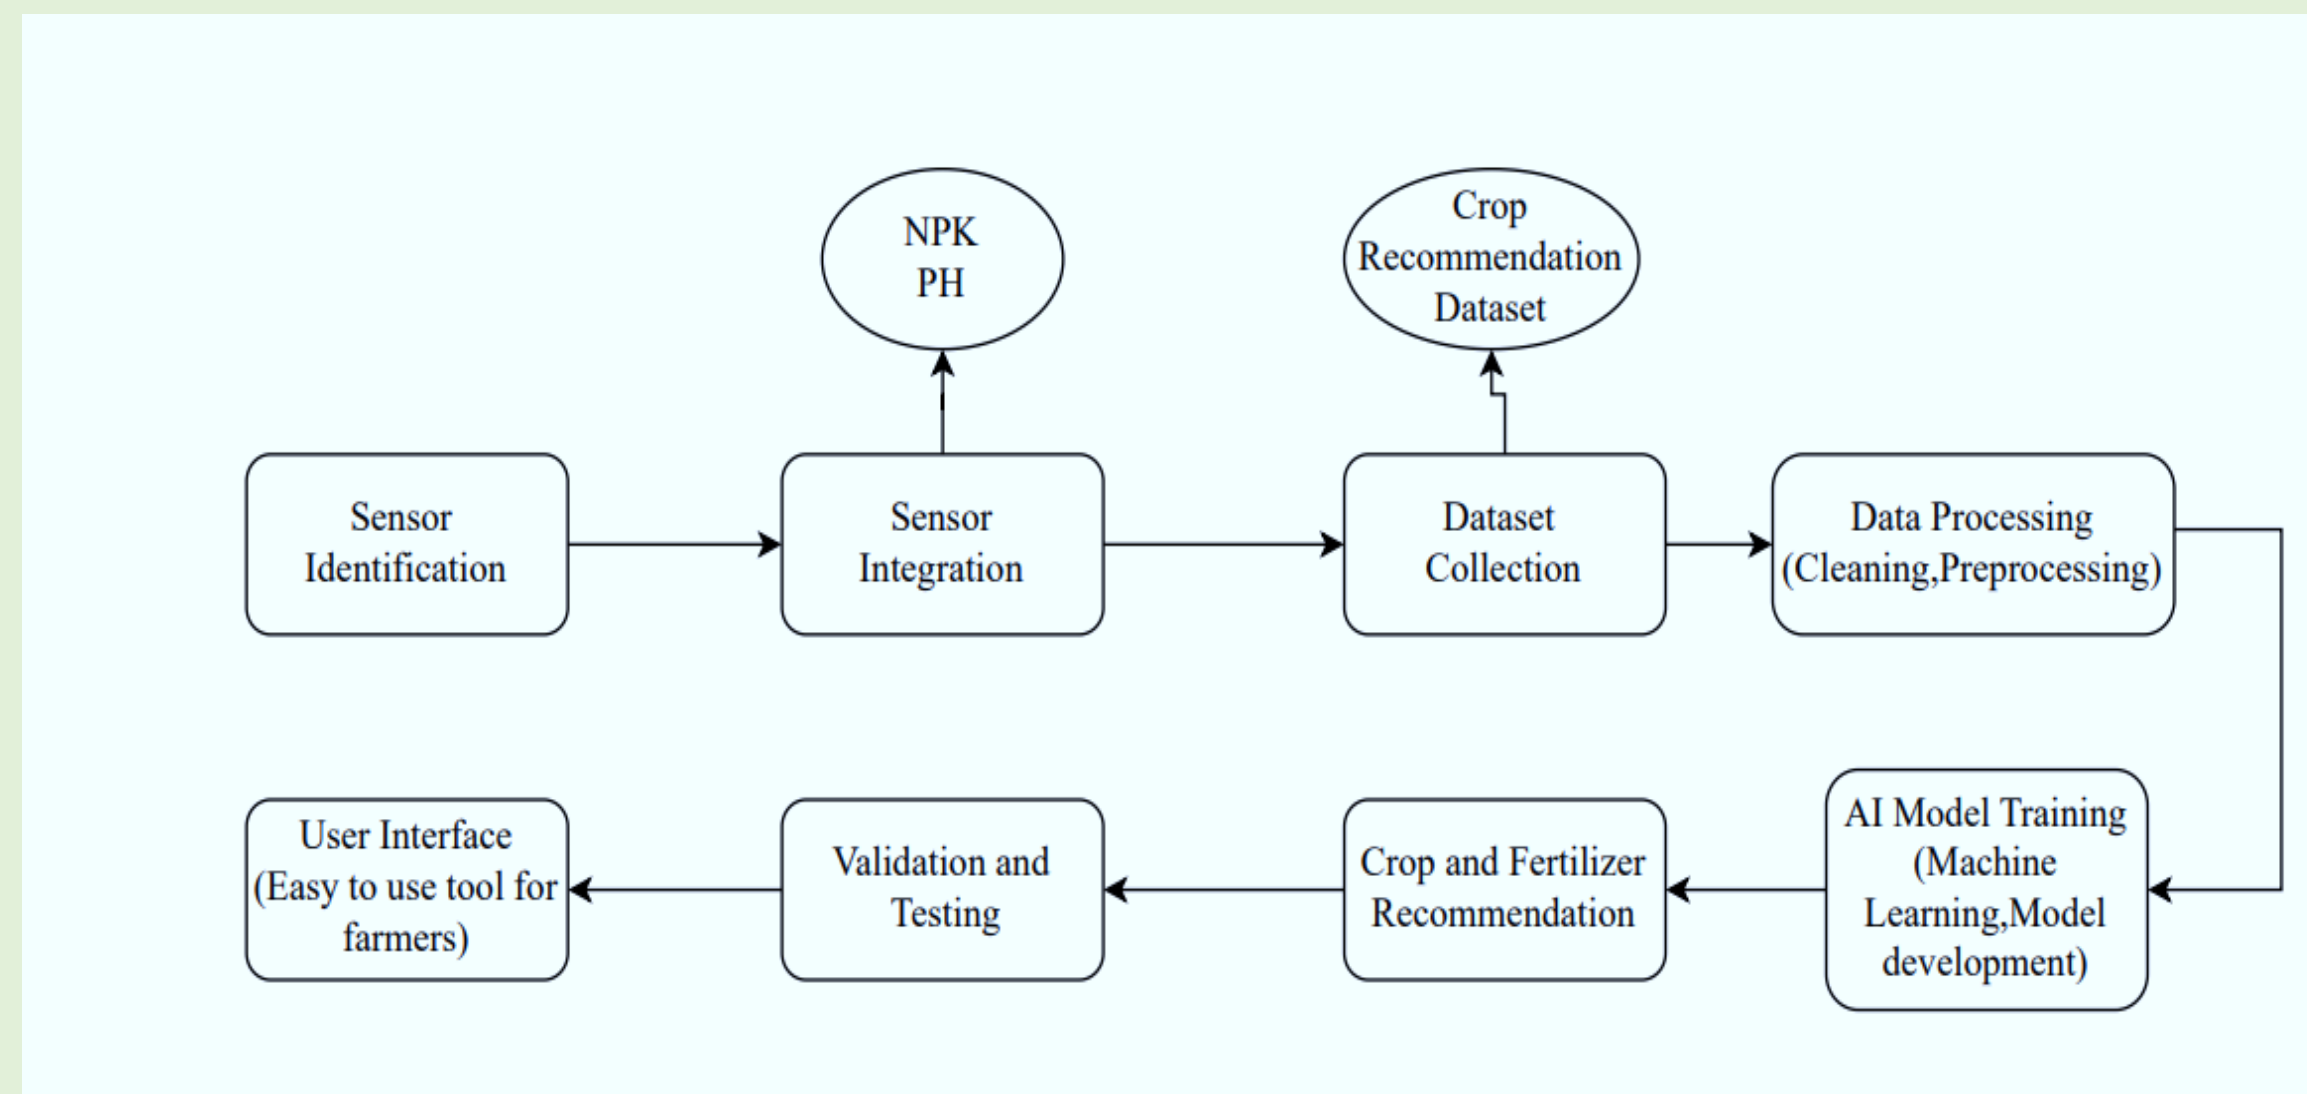 NPK
PH
Crop
Recommendation
Dataset
Sensor
Identification
Sensor
Integration
Dataset
Collection
Data Processing
(Cleaning,Preprocessing)
AI Model Training
(Machine
Learning,Model
development)
Crop and Fertilizer
Recommendation
Validation and
Testing
User Interface
(Easy to use tool for
farmers)